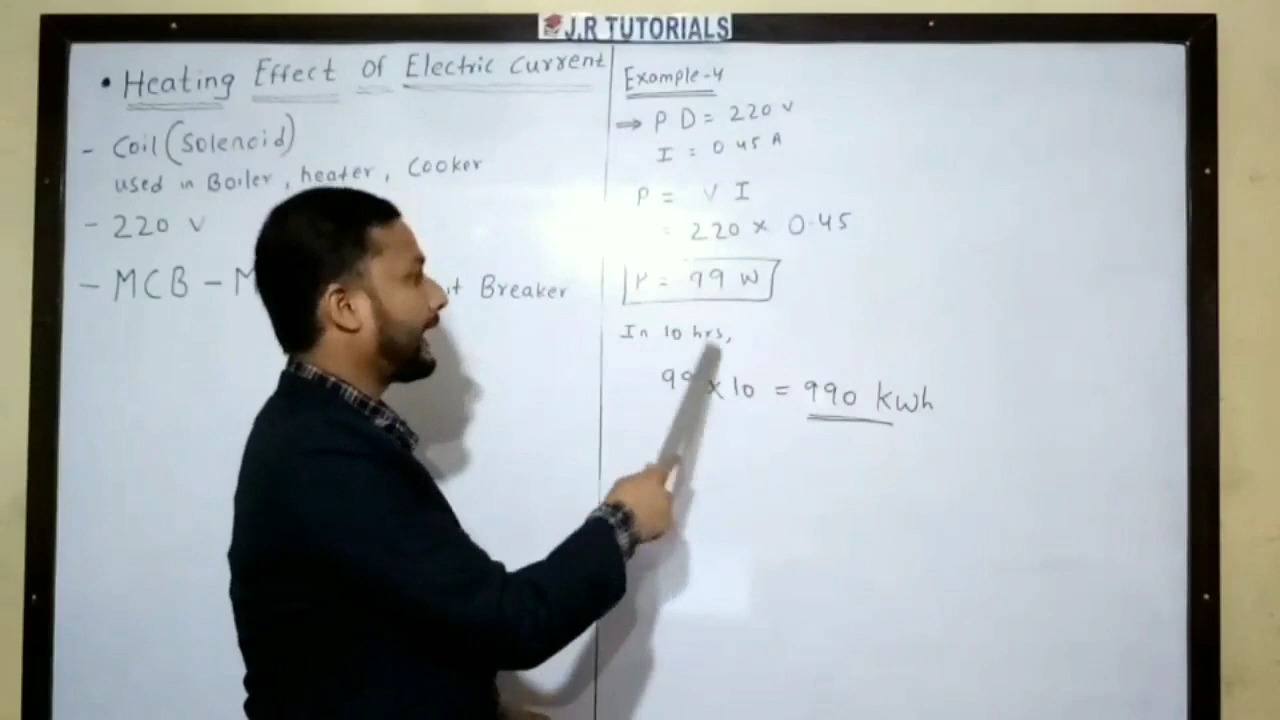 J.R TUTORIALS
• Heating Effect Of Electric Current
- Coil (Solenoid)
used in Boiler, heater, Cooker
- 220 V
- MCB - M t Breaker
Example-4
⇒ P D = 220 V
I = 0.45 A
P = V I
= 220 × 0.45
P = 99 W
In 10 hrs,
99 × 10 = 990 kwh